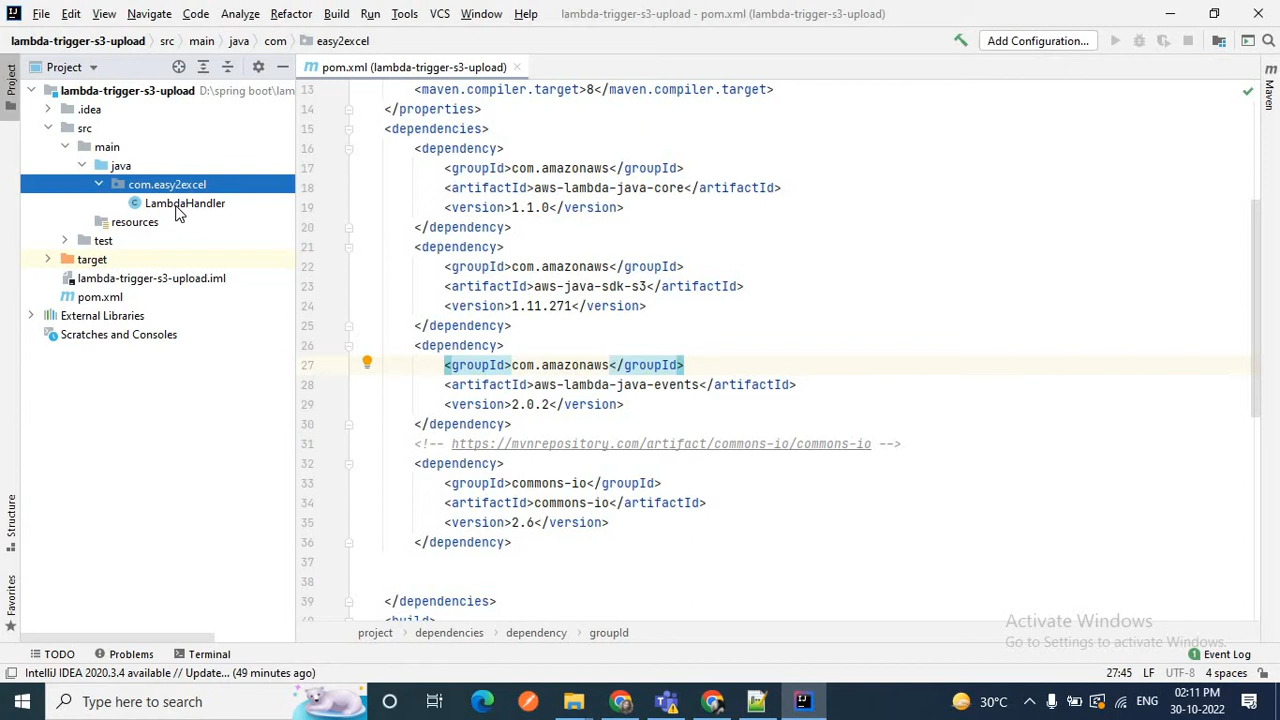 File Edit View Navigate Code Analyze Refactor Build Run Tools VCS Window Help lambda-trigger-s3-upload - pom.xml (lambda-trigger-s3-upload)
lambda-trigger-s3-upload src main java com easy2excel Add Configuration...
Project
pom.xml (lambda-trigger-s3-upload)
lambda-trigger-s3-upload D:\spring boot\lam
.idea
src
main
java
com.easy2excel
LambdaHandler
resources
test
target
lambda-trigger-s3-upload.iml
pom.xml
External Libraries
Scratches and Consoles
13 <maven.compiler.target>8</maven.compiler.target>
14 </properties>
15 <dependencies>
16 <dependency>
17 <groupId>com.amazonaws</groupId>
18 <artifactId>aws-lambda-java-core</artifactId>
19 <version>1.1.0</version>
20 </dependency>
21 <dependency>
22 <groupId>com.amazonaws</groupId>
23 <artifactId>aws-java-sdk-s3</artifactId>
24 <version>1.11.271</version>
25 </dependency>
26 <dependency>
27 <groupId>com.amazonaws</groupId>
28 <artifactId>aws-lambda-java-events</artifactId>
29 <version>2.0.2</version>
30 </dependency>
31 <!-- https://mvnrepository.com/artifact/commons-io/commons-io -->
32 <dependency>
33 <groupId>commons-io</groupId>
34 <artifactId>commons-io</artifactId>
35 <version>2.6</version>
36 </dependency>
37
38
39 </dependencies>
40 <build>
project dependencies dependency groupId
Project
Structure
Favorites
Maven
Activate Windows
Go to Settings to activate Windows.
TODO Problems Terminal 1 Event Log
IntelliJ IDEA 2020.3.4 available // Update... (49 minutes ago) 27:45 LF UTF-8 4 spaces
Type here to search 30°C ENG 02:11 PM
30-10-2022